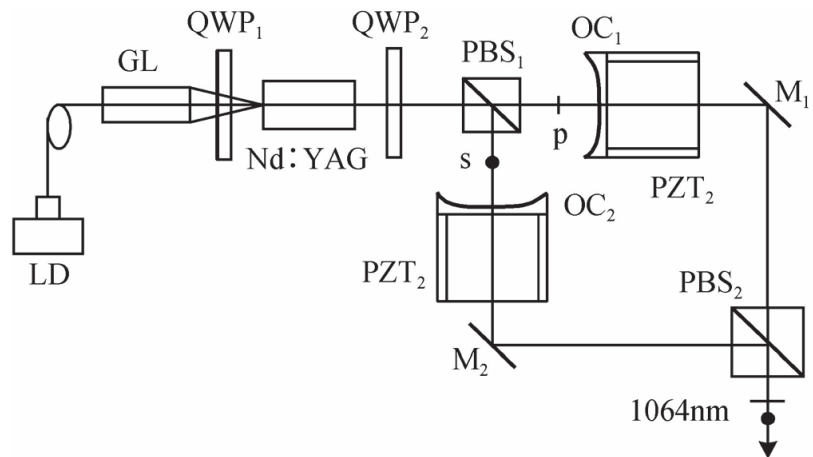 QWP₁
QWP₂
OC₁
GL
PBS₁
M₁
p
Nd:YAG
s
PZT₂
OC₂
LD
PZT₂
PBS₂
M₂
1064nm